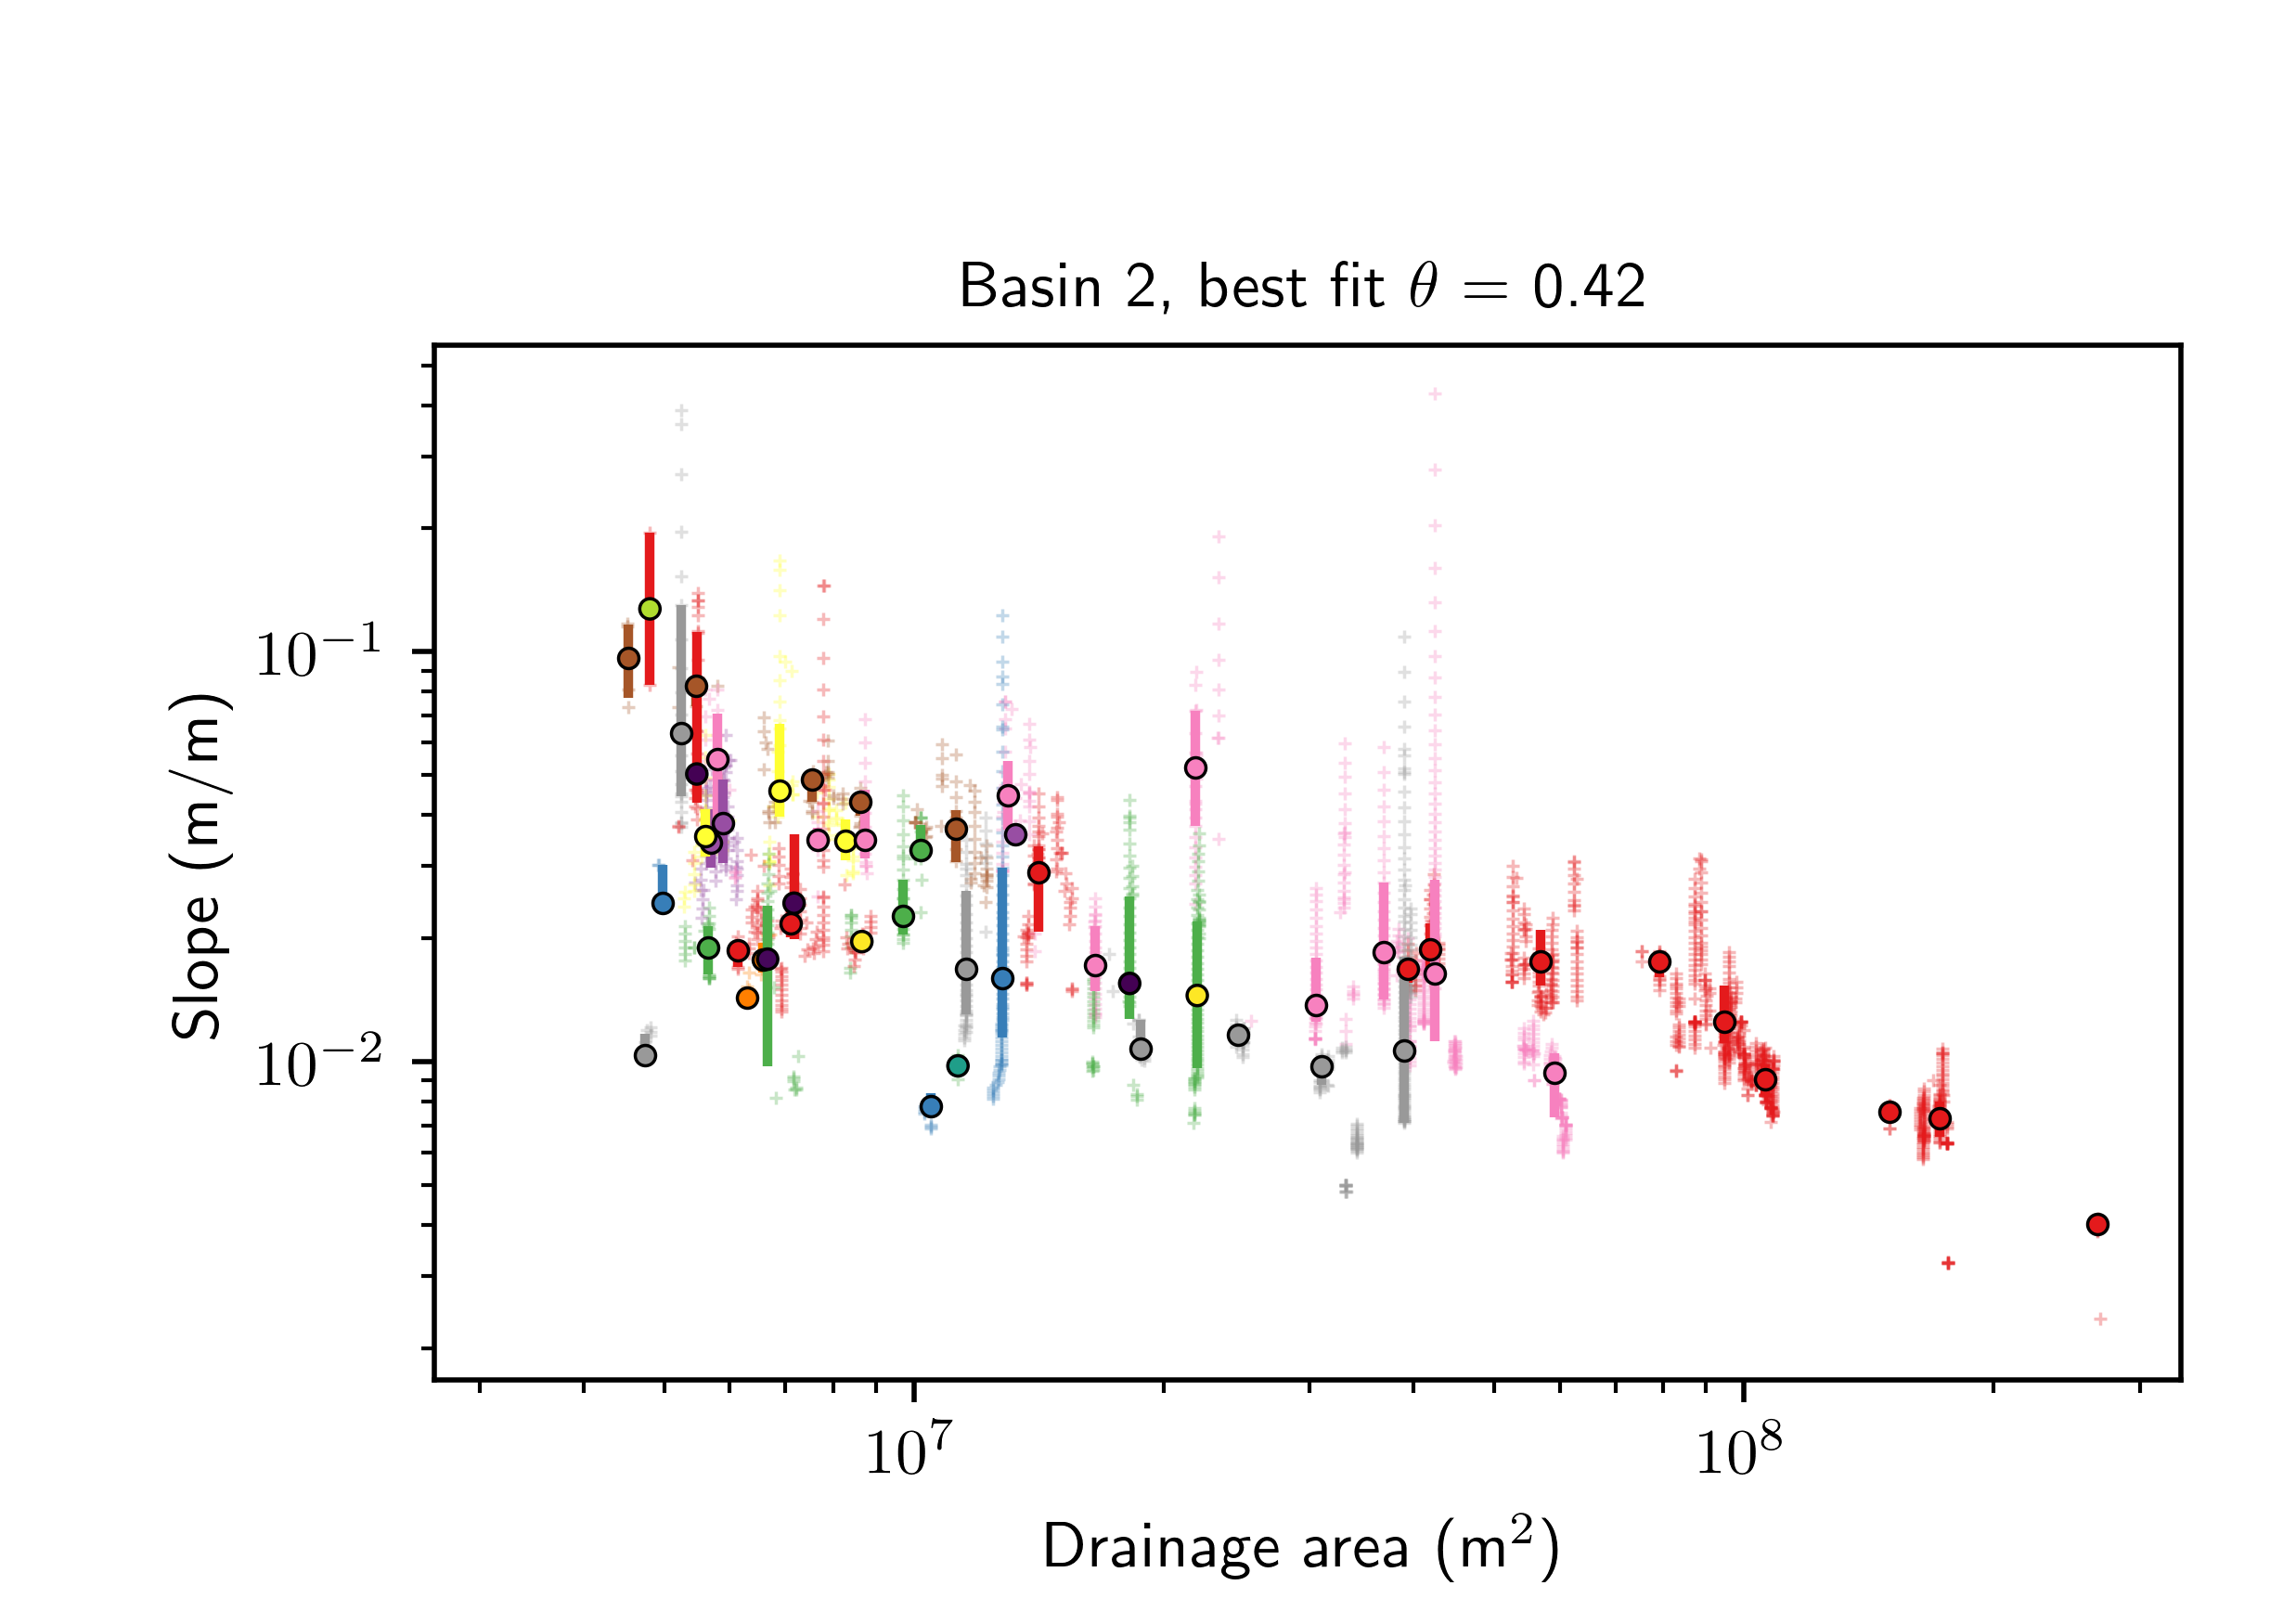 Basin 2, best fit θ = 0.42
Slope (m/m)
10⁻¹
10⁻²
10⁷
10⁸
Drainage area (m²)